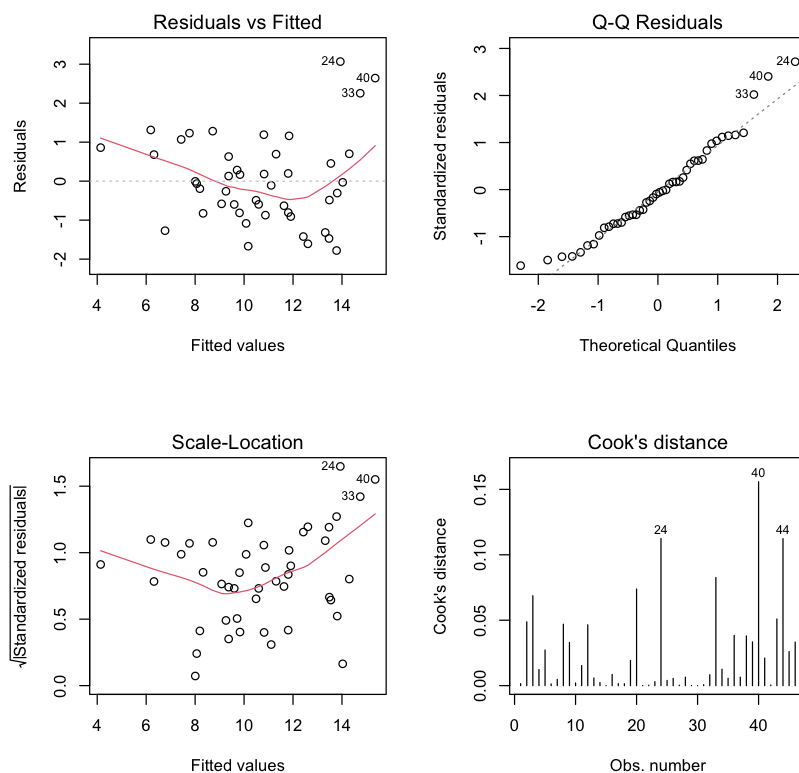 Residuals vs Fitted
Residuals
3
2
1
0
-1
-2
24
40
33
4 6 8 10 12 14
Fitted values
Q-Q Residuals
Standardized residuals
3
2
1
0
-1
24
40
33
-2 -1 0 1 2
Theoretical Quantiles
Scale-Location
√|Standardized residuals|
1.5
1.0
0.5
0.0
24
40
33
4 6 8 10 12 14
Fitted values
Cook's distance
Cook's distance
0.15
0.10
0.05
0.00
40
24
44
0 10 20 30 40
Obs. number